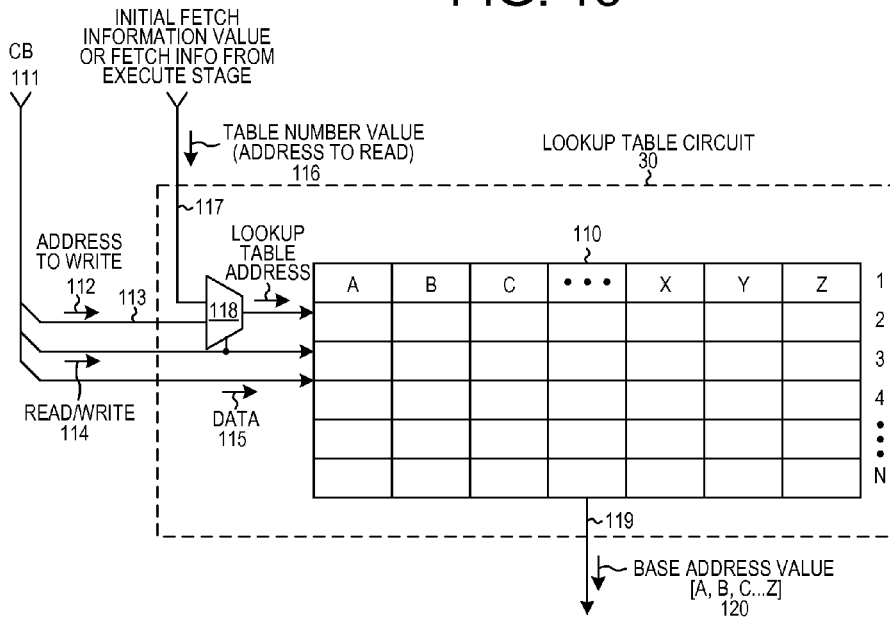 FIG.
INITIAL FETCH
INFORMATION VALUE
OR FETCH INFO FROM
EXECUTE STAGE
CB
111
TABLE NUMBER VALUE
(ADDRESS TO READ)
116
LOOKUP TABLE CIRCUIT
30
117
ADDRESS
TO WRITE
112
113
LOOKUP
TABLE
ADDRESS
118
110
A B C • • • X Y Z
1
2
3
4
•
•
•
N
READ/WRITE
114
DATA
115
119
BASE ADDRESS VALUE
[A, B, C...Z]
120